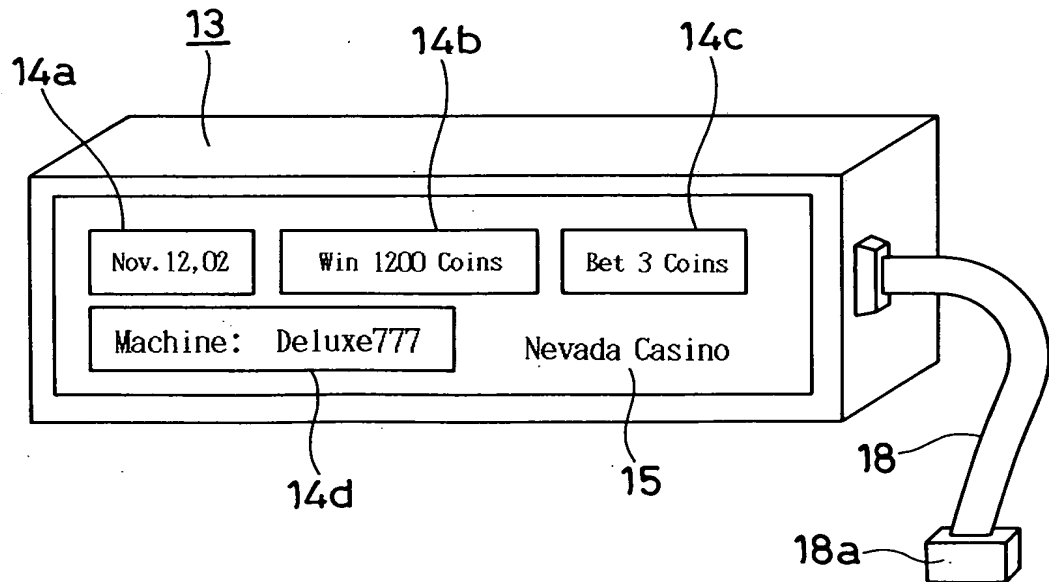 13
14b
14c
14a
Nov. 12,02
Win 1200 Coins
Bet 3 Coins
Machine: Deluxe777
Nevada Casino
18
14d
15
18a